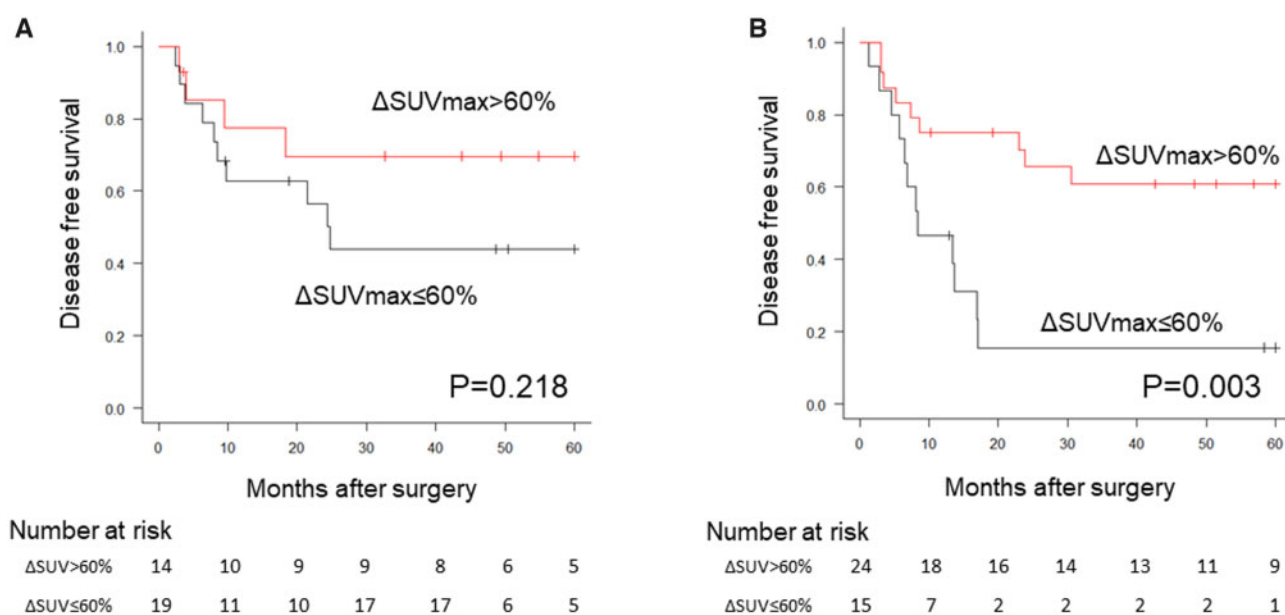 A
Disease free survival
1.0
0.8
0.6
0.4
0.2
0.0
ΔSUVmax>60%
ΔSUVmax≤60%
P=0.218
0 10 20 30 40 50 60
Months after surgery
Number at risk
ΔSUV>60% 14 10 9 9 8 6 5
ΔSUV≤60% 19 11 10 17 17 6 5
B
Disease free survival
1.0
0.8
0.6
0.4
0.2
0.0
ΔSUVmax>60%
ΔSUVmax≤60%
P=0.003
0 10 20 30 40 50 60
Months after surgery
Number at risk
ΔSUV>60% 24 18 16 14 13 11 9
ΔSUV≤60% 15 7 2 2 2 2 1